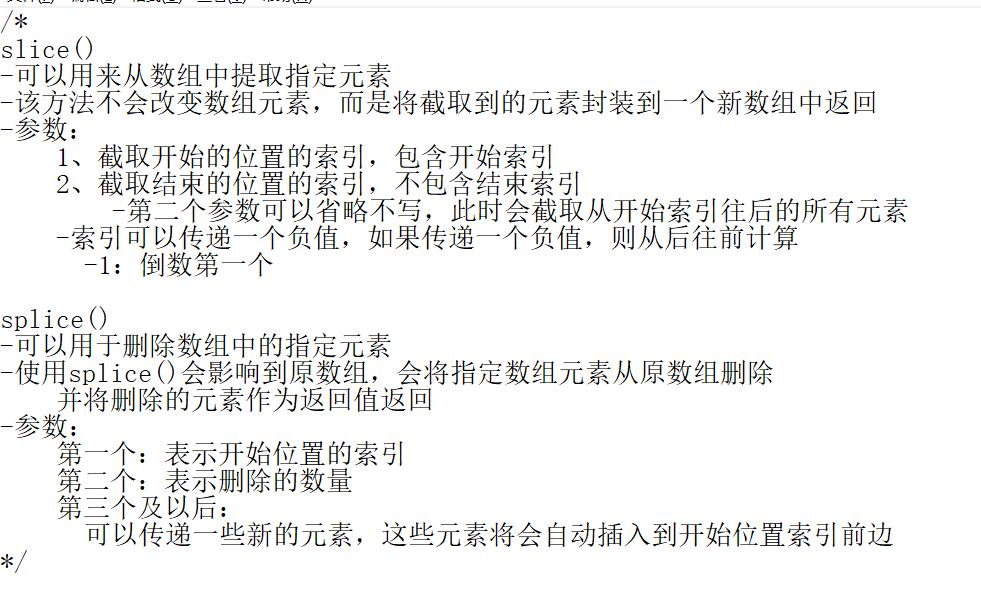 /*
slice()
-可以用来从数组中提取指定元素
-该方法不会改变数组元素，而是将截取到的元素封装到一个新数组中返回
-参数：
1、截取开始的位置的索引，包含开始索引
2、截取结束的位置的索引，不包含结束索引
-第二个参数可以省略不写，此时会截取从开始索引往后的所有元素
-索引可以传递一个负值，如果传递一个负值，则从后往前计算
-1：倒数第一个
splice()
-可以用于删除数组中的指定元素
-使用splice()会影响到原数组，会将指定数组元素从原数组删除
并将删除的元素作为返回值返回
-参数：
第一个：表示开始位置的索引
第二个：表示删除的数量
第三个及以后：
可以传递一些新的元素，这些元素将会自动插入到开始位置索引前边
*/